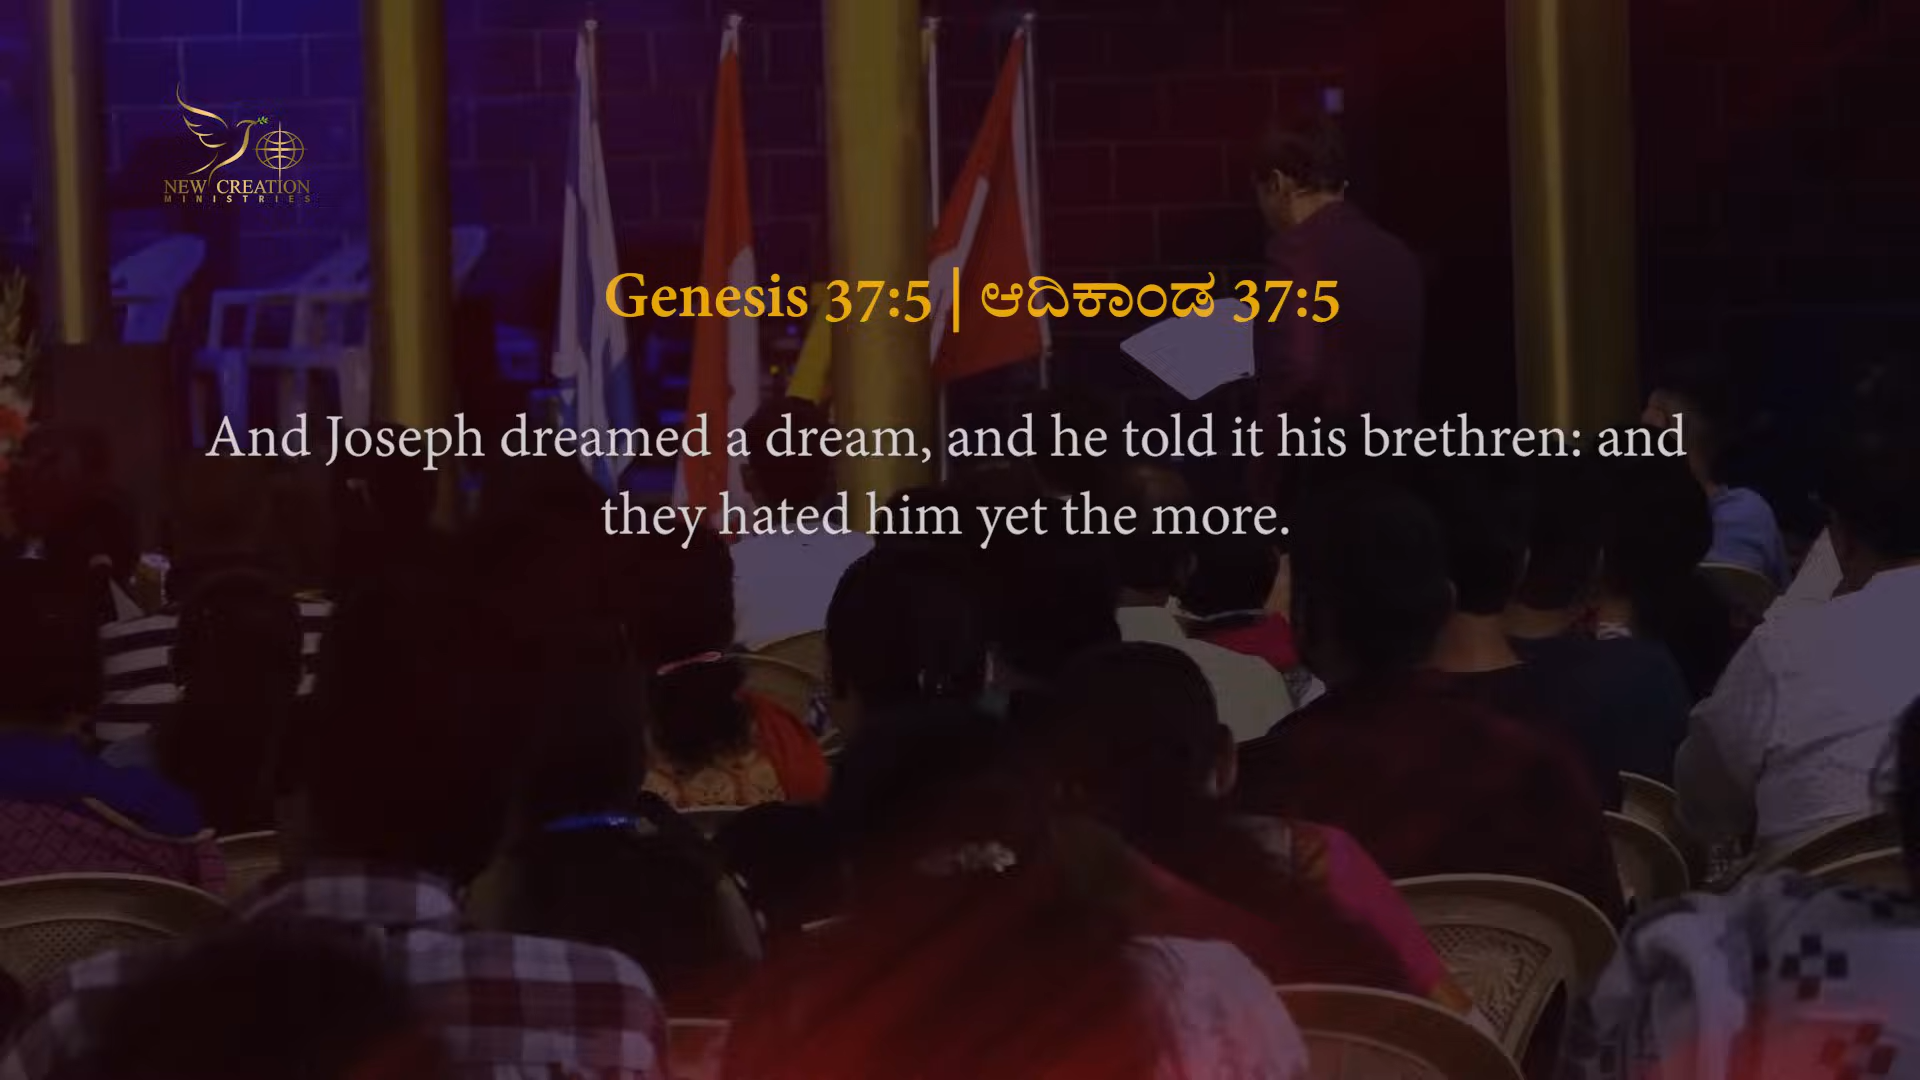 NEW CREATION
MINISTRIES
Genesis 37:5 | ಆದಿಕಾಂಡ 37:5
And Joseph dreamed a dream, and he told it his brethren: and
they hated him yet the more.